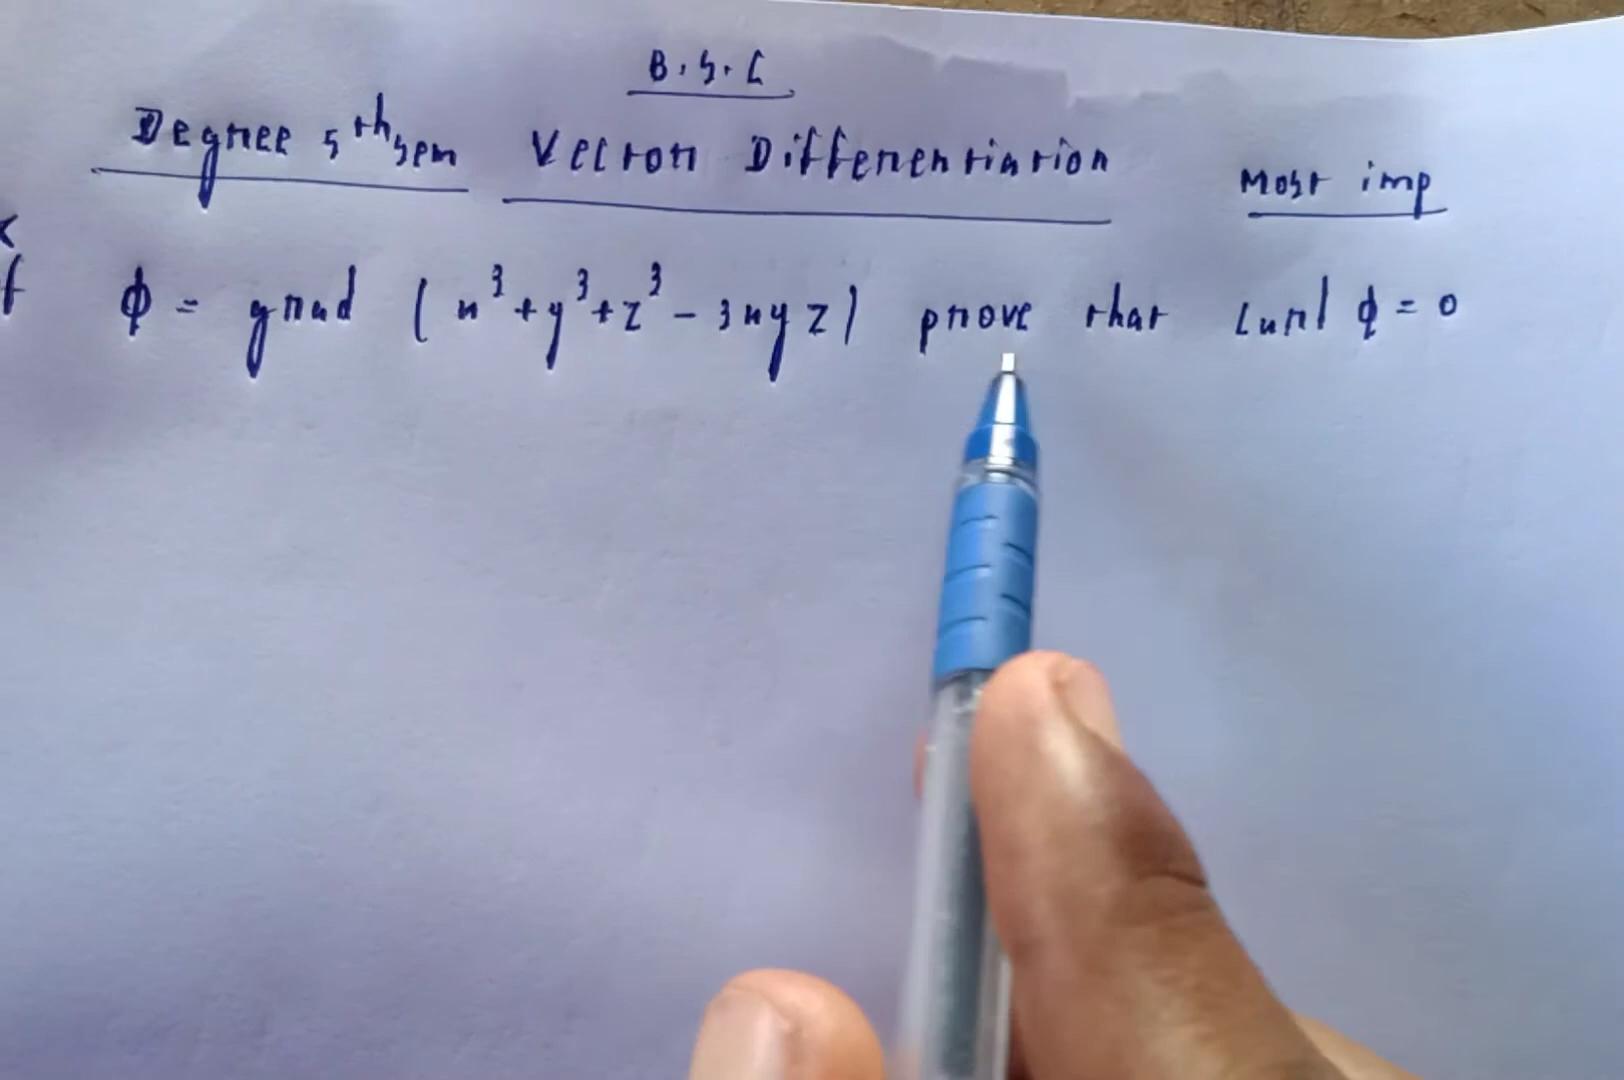 B.S.C
Degree 5th sem Vector Differentiation Most imp
f ϕ = grad (x³ + y³ + z³ - 3xyz) prove that curl ϕ = 0